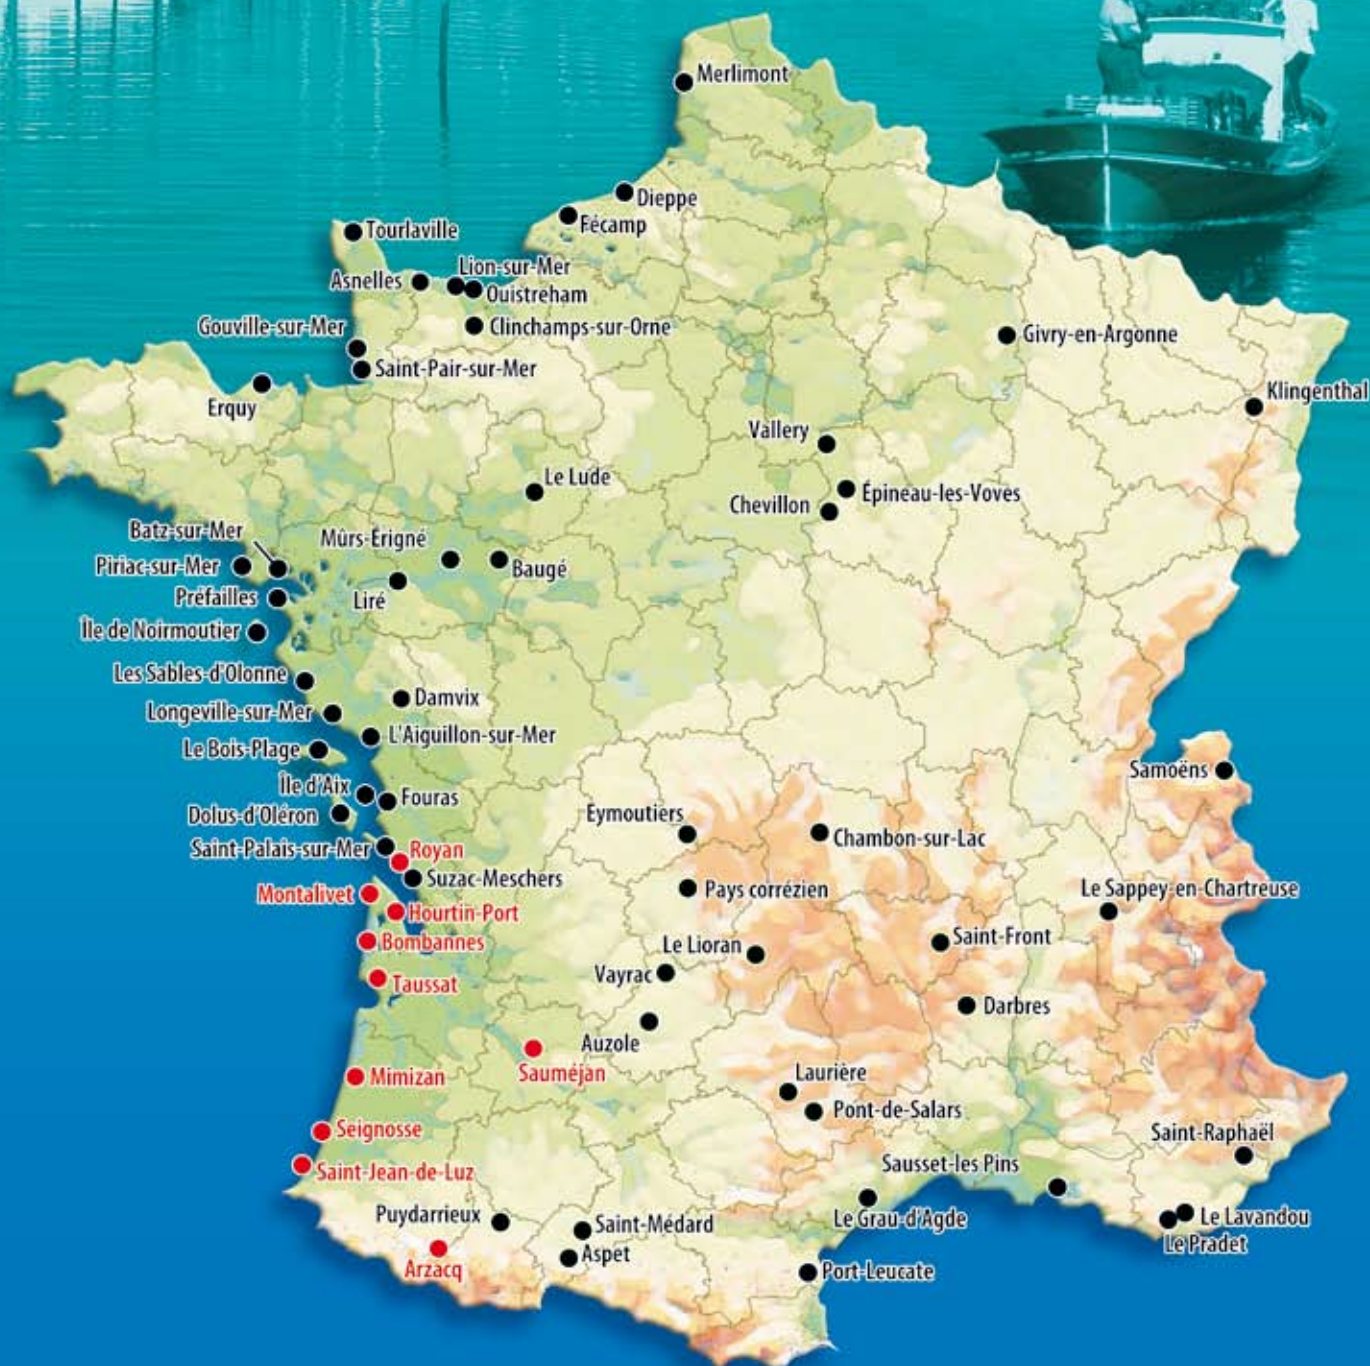 Merlimont
Dieppe
Fécamp
Tourlaville
Lion-sur-Mer
Asnelles
Ouistreham
Clinchamps-sur-Orne
Gouville-sur-Mer
Givry-en-Argonne
Saint-Pair-sur-Mer
Klingenthal
Erquy
Vallery
Le Lude
Épineau-les-Voves
Chevillon
Batz-sur-Mer
Mûrs-Érigné
Piriac-sur-Mer
Baugé
Préfailles
Liré
Île de Noirmoutier
Les Sables-d'Olonne
Damvix
Longeville-sur-Mer
L'Aiguillon-sur-Mer
Le Bois-Plage
Samoëns
Île d'Aix
Fouras
Dolus-d'Oléron
Eymoutiers
Chambon-sur-Lac
Saint-Palais-sur-Mer
Royan
Suzac-Meschers
Pays corrézien
Le Sappey-en-Chartreuse
Montalivet
Hourtin-Port
Bombannes
Le Lioran
Saint-Front
Taussat
Vayrac
Darbres
Auzole
Sauméjan
Mimizan
Laurière
Pont-de-Salars
Seignosse
Saint-Raphaël
Saint-Jean-de-Luz
Sausset-les Pins
Puydarrieux
Saint-Médard
Le Grau-d'Agde
Le Lavandou
Le Pradet
Aspet
Arzacq
Port-Leucate